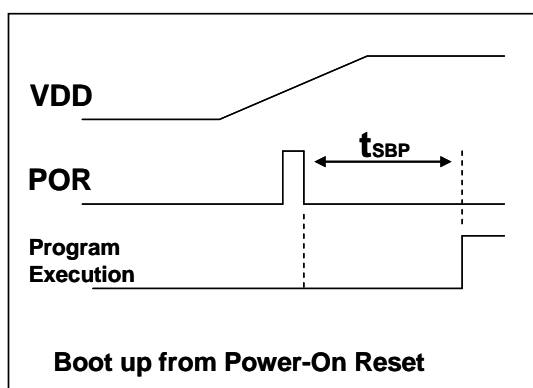 VDD
tSBP
POR
Program
Execution
Boot up from Power-On Reset